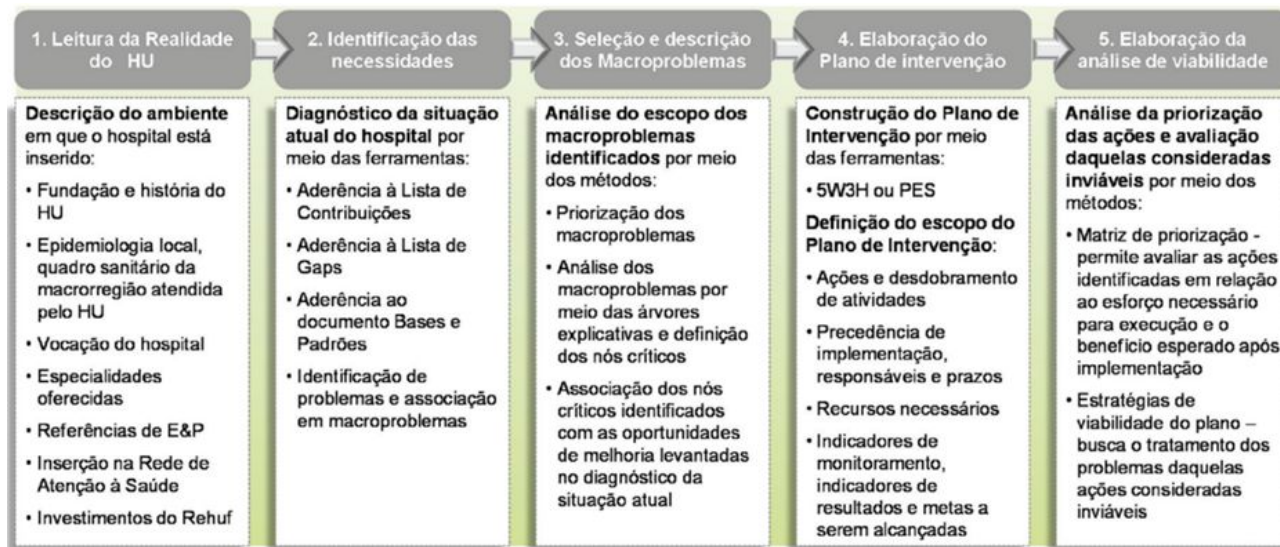 1. Leitura da Realidade
do HU
2. Identificação das
necessidades
3. Seleção e descrição
dos Macroproblemas
4. Elaboração do
Plano de intervenção
5. Elaboração da
análise de viabilidade
Descrição do ambiente
em que o hospital está
inserido:
• Fundação e história do
HU
• Epidemiologia local,
quadro sanitário da
macrorregião atendida
pelo HU
• Vocação do hospital
• Especialidades
oferecidas
• Referências de E&P
• Inserção na Rede de
Atenção à Saúde
• Investimentos do Rehuf
Diagnóstico da situação
atual do hospital por
meio das ferramentas:
• Aderência à Lista de
Contribuições
• Aderência à Lista de
Gaps
• Aderência ao
documento Bases e
Padrões
• Identificação de
problemas e associação
em macroproblemas
Análise do escopo dos
macroproblemas
identificados por meio
dos métodos:
• Priorização dos
macroproblemas
• Análise dos
macroproblemas por
meio das árvores
explicativas e definição
dos nós críticos
• Associação dos nós
críticos identificados
com as oportunidades
de melhoria levantadas
no diagnóstico da
situação atual
Construção do Plano de
Intervenção por meio
das ferramentas:
• 5W3H ou PES
Definição do escopo do
Plano de Intervenção:
• Ações e desdobramento
de atividades
• Precedência de
implementação,
responsáveis e prazos
• Recursos necessários
• Indicadores de
monitoramento,
indicadores de
resultados e metas a
serem alcançadas
Análise da priorização
das ações e avaliação
daquelas consideradas
inviáveis por meio dos
métodos:
• Matriz de priorização -
permite avaliar as ações
identificadas em relação
ao esforço necessário
para execução e o
benefício esperado após
implementação
• Estratégias de
viabilidade do plano –
busca o tratamento dos
problemas daquelas
ações consideradas
inviáveis